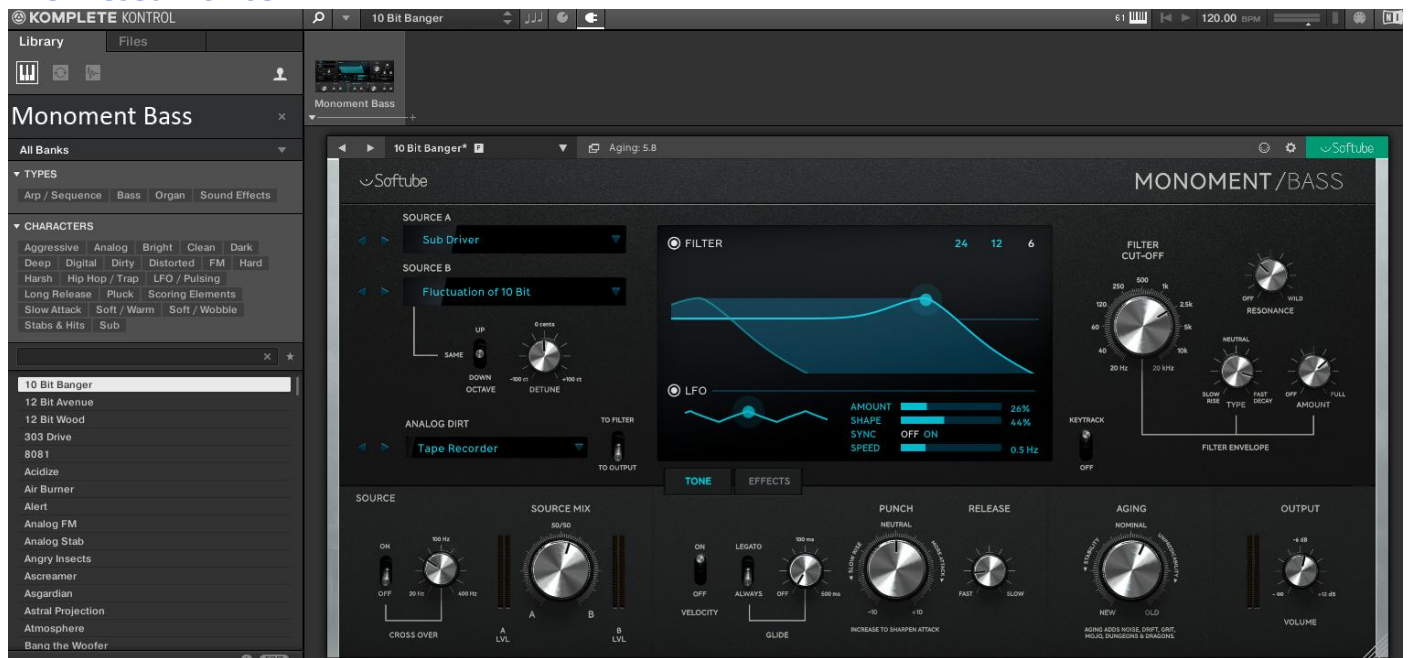 KOMPLETE KONTROL
10 Bit Banger
61
120.00 BPM
Library
Files
Monoment Bass
Monoment Bass
All Banks
TYPES
Arp / Sequence Bass Organ Sound Effects
CHARACTERS
Aggressive Analog Bright Clean Dark
Deep Digital Dirty Distorted FM Hard
Harsh Hip Hop / Trap LFO / Pulsing
Long Release Pluck Scoring Elements
Slow Attack Soft / Warm Soft / Wobble
Stabs & Hits Sub
10 Bit Banger
12 Bit Avenue
12 Bit Wood
303 Drive
8081
Acidize
Air Burner
Alert
Analog FM
Analog Stab
Angry Insects
Ascreamer
Asgardian
Astral Projection
Atmosphere
Bang the Woofer
10 Bit Banger* F
Aging: 5.8
Softube
Softube
MONOMENT/BASS
SOURCE A
Sub Driver
SOURCE B
Fluctuation of 10 Bit
UP
SAME
DOWN
OCTAVE
0 cents
-100 ct
+100 ct
DETUNE
ANALOG DIRT
Tape Recorder
TO FILTER
TO OUTPUT
FILTER
24 12 6
LFO
AMOUNT 26%
SHAPE 44%
SYNC OFF ON
SPEED 0.5 Hz
TONE
EFFECTS
FILTER
CUT-OFF
500
250
1k
120
2.5k
60
5k
40
10k
20 Hz
20 kHz
OFF
WILD
RESONANCE
NEUTRAL
SLOW RISE
FAST DECAY
TYPE
OFF
FULL
AMOUNT
FILTER ENVELOPE
KEYTRACK
OFF
SOURCE
ON
OFF
100 Hz
20 Hz
400 Hz
CROSS OVER
SOURCE MIX
50/50
A
B
A LVL
B LVL
ON
OFF
VELOCITY
LEGATO
ALWAYS
100 ms
OFF
500 ms
GLIDE
PUNCH
NEUTRAL
SLOW RISE
MORE ATTACK
-10
+10
INCREASE TO SHARPEN ATTACK
RELEASE
FAST
SLOW
AGING
NOMINAL
STABILITY
UNPREDICTABILITY
NEW
OLD
AGING ADDS NOISE, DRIFT, GRIT,
MOJO, DUNGEONS & DRAGONS.
OUTPUT
-6 dB
-∞
+12 dB
VOLUME